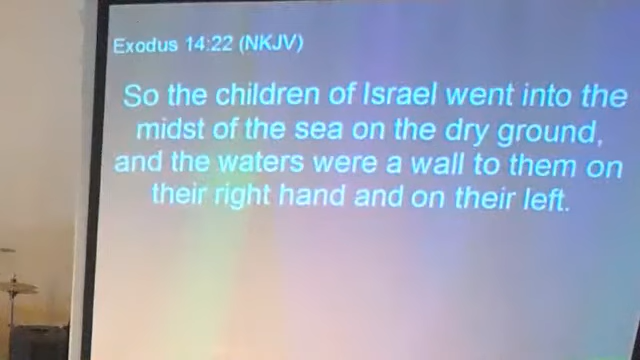 Exodus 14:22 (NKJV)
So the children of Israel went into the
midst of the sea on the dry ground,
and the waters were a wall to them on
their right hand and on their left.